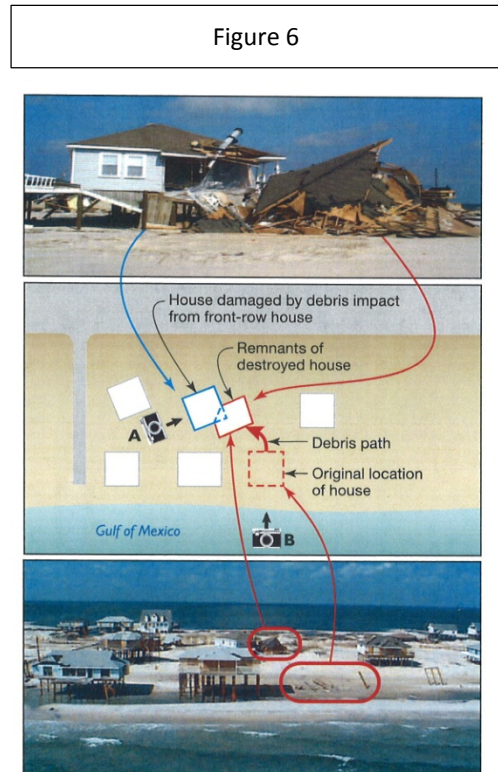 Figure 6
House damaged by debris impact
from front-row house
Remnants of
destroyed house
A
Debris path
Original location
of house
Gulf of Mexico
B